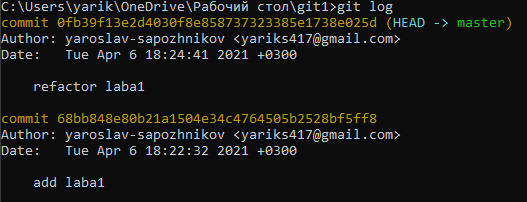 C:\Users\yarik\OneDrive\Рабочий стол\git1>git log
commit 0fb39f13e2d4030f8e858737323385e1738e025d (HEAD -> master)
Author: yaroslav-sapozhnikov <yariks417@gmail.com>
Date:   Tue Apr 6 18:24:41 2021 +0300
refactor laba1
commit 68bb848e80b21a1504e34c4764505b2528bf5ff8
Author: yaroslav-sapozhnikov <yariks417@gmail.com>
Date:   Tue Apr 6 18:22:32 2021 +0300
add laba1